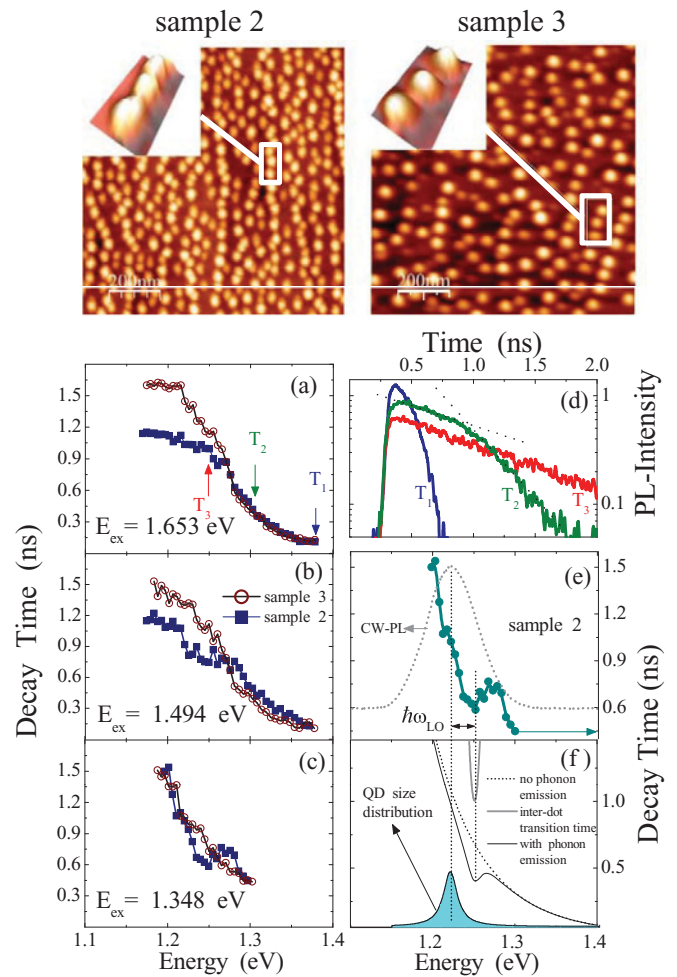 sample 2
sample 3
200nm
200nm
Time (ns)
0.5 1.0 1.5 2.0
(a)
T₂
T₁
T₃
E_ex = 1.653 eV
1.5
1.2
0.9
0.6
0.3
(d)
T₁
T₂
T₃
1
0.1
PL-Intensity
(b)
sample 3
sample 2
E_ex = 1.494 eV
1.5
1.2
0.9
0.6
0.3
Decay Time (ns)
(e)
CW-PL
sample 2
ħω_LO
1.5
1.2
0.9
0.6
(c)
E_ex = 1.348 eV
1.5
1.2
0.9
0.6
0.3
1.1 1.2 1.3 1.4
Energy (eV)
(f)
QD size
distribution
no phonon
emission
inter-dot
transition time
with phonon
emission
1.0
0.5
Decay Time (ns)
1.2 1.3 1.4
Energy (eV)